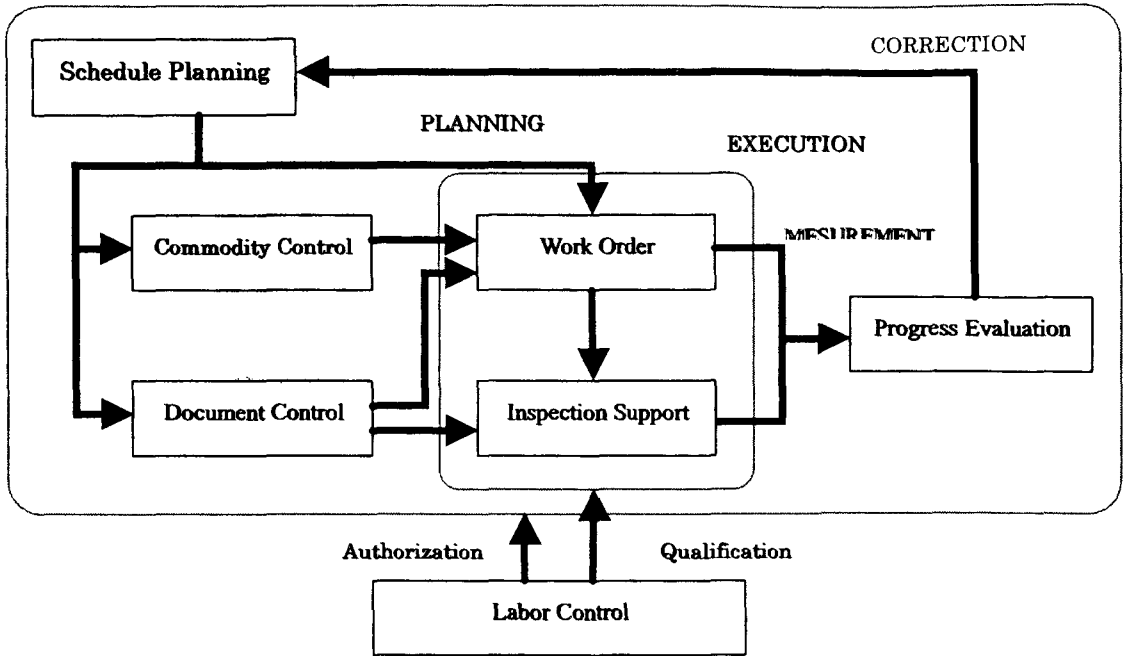 CORRECTION
Schedule Planning
PLANNING
EXECUTION
Commodity Control
Work Order
MESUREMENT
Progress Evaluation
Document Control
Inspection Support
Authorization
Qualification
Labor Control